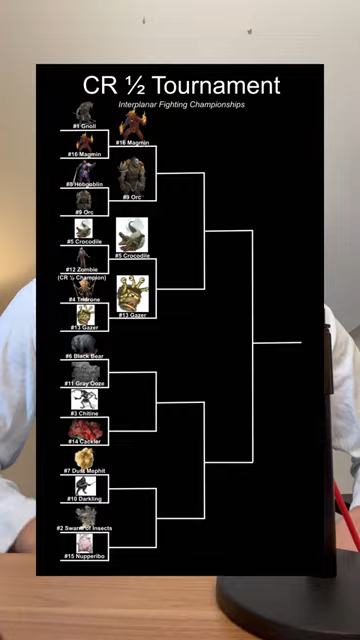 CR ½ Tournament
Interplanar Fighting Championships
#1 Gnoll
#16 Magmin
#16 Magmin
#8 Hobgoblin
#9 Orc
#9 Orc
#5 Crocodile
#5 Crocodile
#12 Zombie
(CR ¼ Champion)
#4 Tridrone
#13 Gazer
#13 Gazer
#6 Black Bear
#11 Gray Ooze
#3 Chitine
#14 Cackler
#7 Dust Mephit
#10 Darkling
#2 Swarm of Insects
#15 Nupperibo